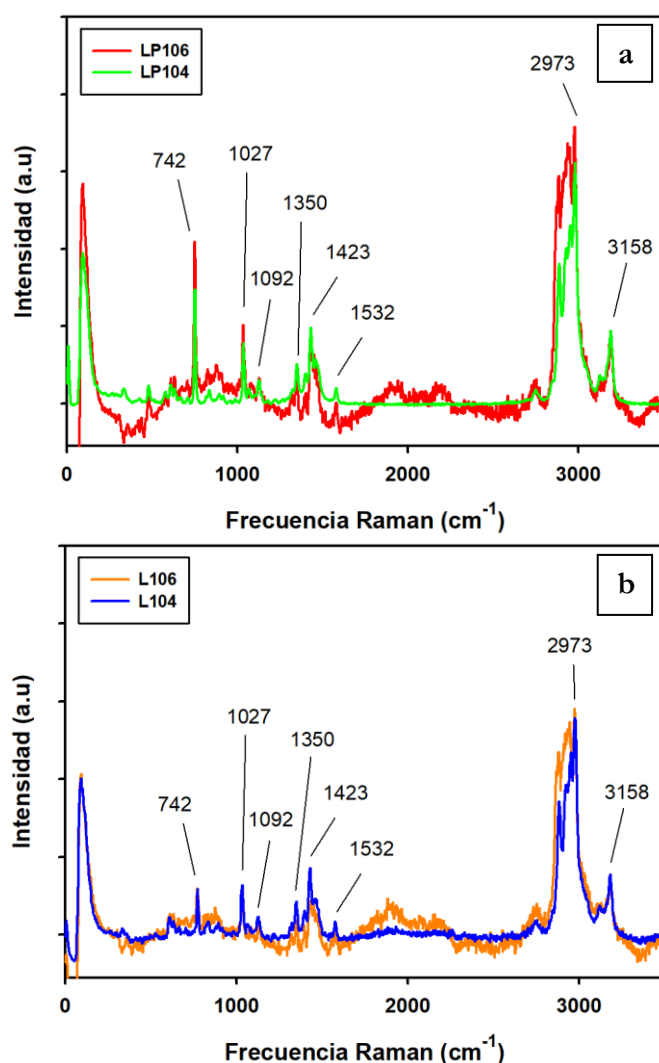 LP106
LP104
a
2973
742
1027
1350
1423
1092
3158
1532
Intensidad (a.u)
0
1000
2000
3000
Frecuencia Raman (cm-1)
L106
L104
b
2973
1027
1350
742
1423
1092
3158
1532
Intensidad (a.u)
0
1000
2000
3000
Frecuencia Raman (cm-1)